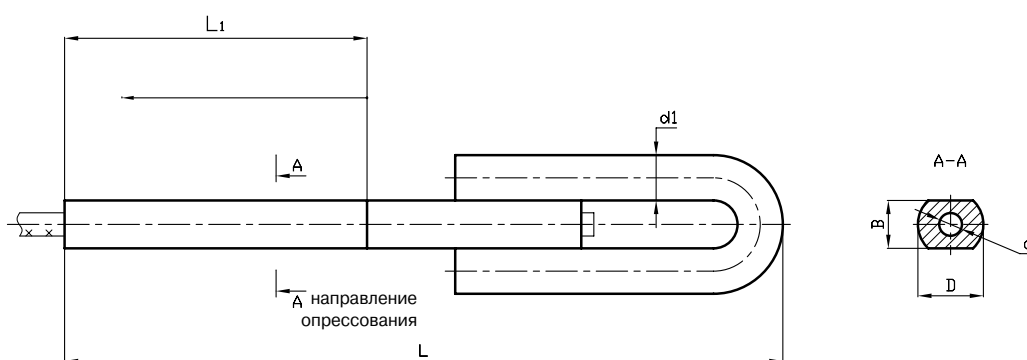 L1
d1
A
A-A
B
d
D
A направление
опрессования
L